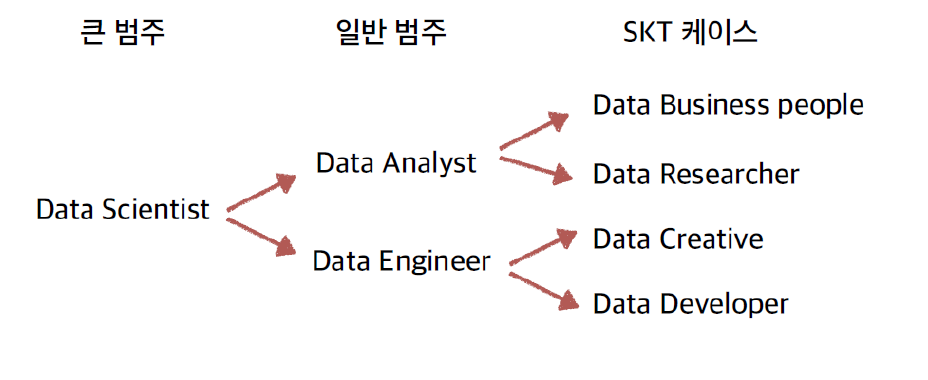 큰 범주 일반 범주 SKT 케이스
Data Business people
Data Analyst
Data Researcher
Data Scientist
Data Creative
Data Engineer
Data Developer